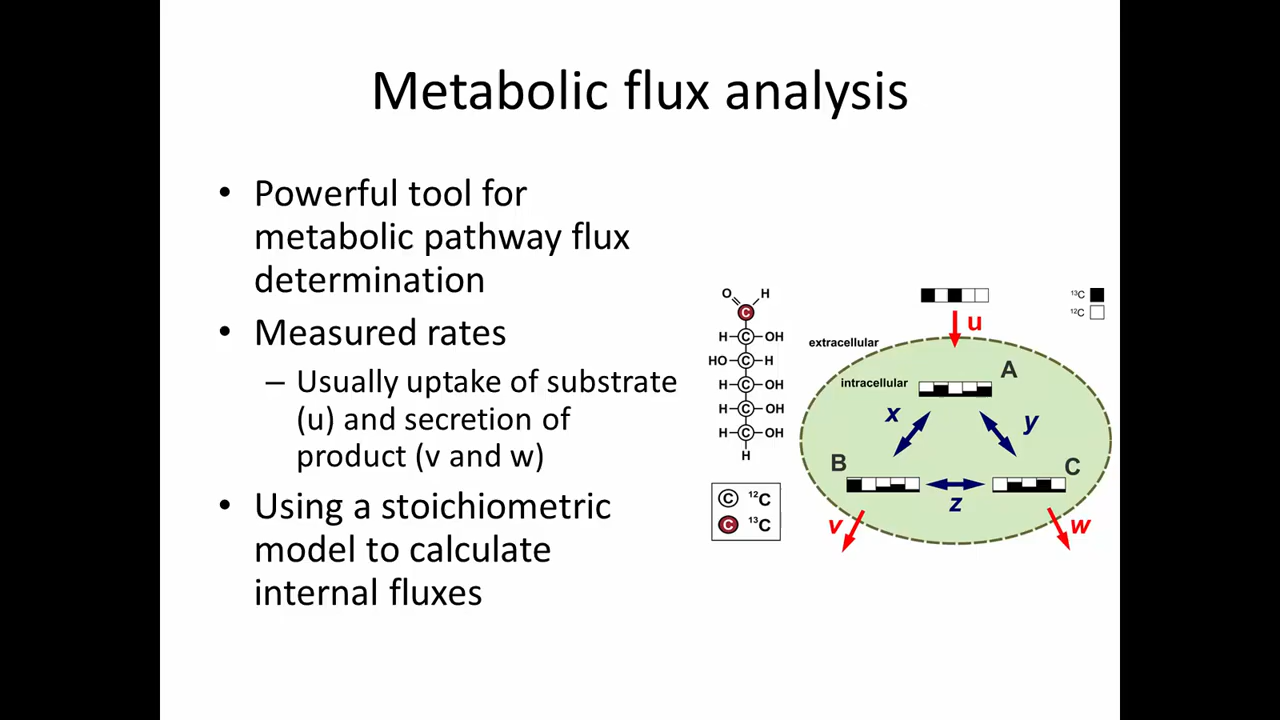 Metabolic flux analysis
• Powerful tool for
metabolic pathway flux
determination
• Measured rates
– Usually uptake of substrate
(u) and secretion of
product (v and w)
• Using a stoichiometric
model to calculate
internal fluxes
O H
C
H C OH
HO C H
H C OH
H C OH
H C OH
H
C ¹²C
C ¹³C
¹³C
¹²C
u
extracellular
intracellular
A
x
y
B
C
z
v
w